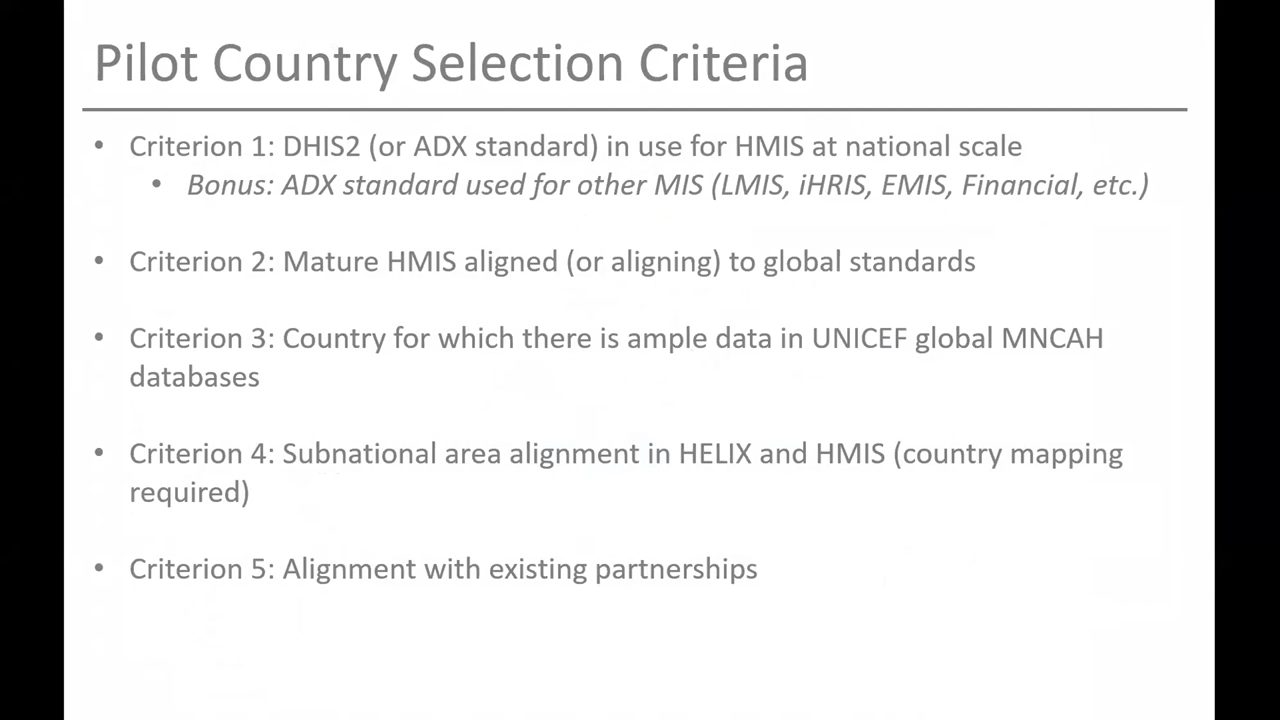 Pilot Country Selection Criteria
• Criterion 1: DHIS2 (or ADX standard) in use for HMIS at national scale
• Bonus: ADX standard used for other MIS (LMIS, iHRIS, EMIS, Financial, etc.)
• Criterion 2: Mature HMIS aligned (or aligning) to global standards
• Criterion 3: Country for which there is ample data in UNICEF global MNCAH
databases
• Criterion 4: Subnational area alignment in HELIX and HMIS (country mapping
required)
• Criterion 5: Alignment with existing partnerships